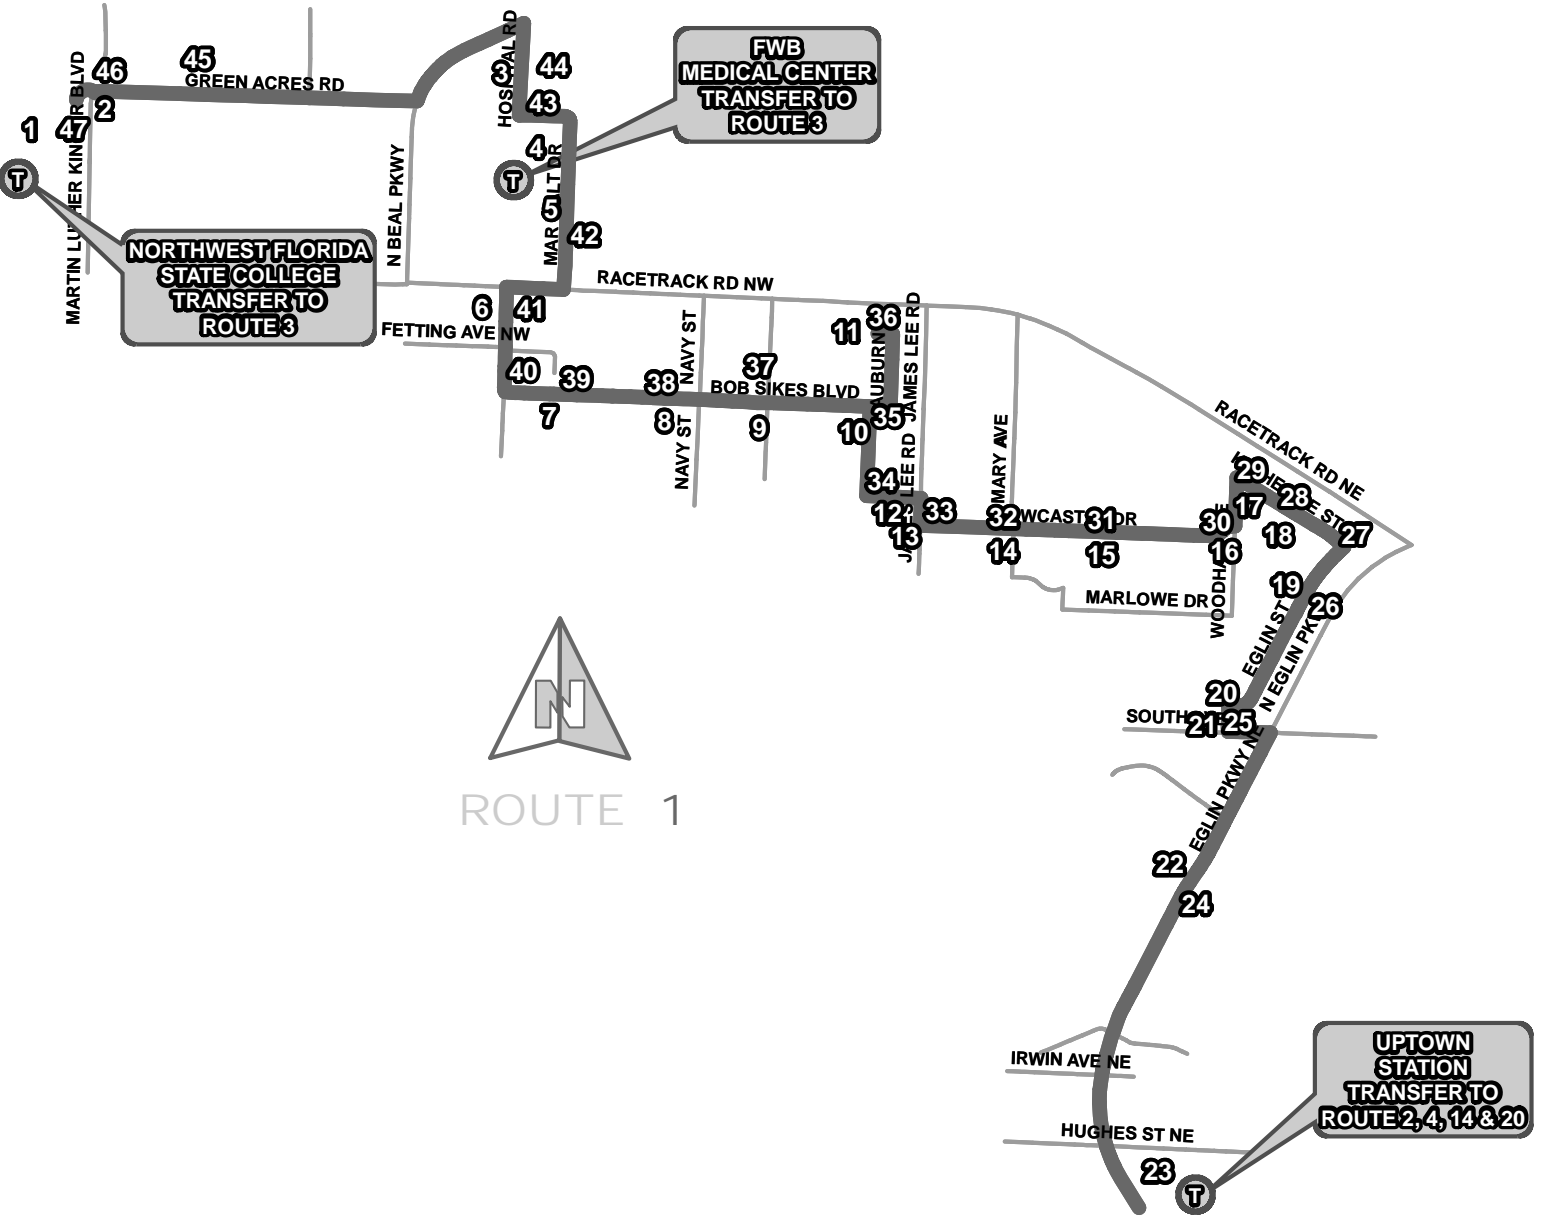 46
45
GREEN ACRES RD
2
1
47
T
NORTHWEST FLORIDA
STATE COLLEGE
TRANSFER TO
ROUTE 3
N BEAL PKWY
3
44
43
4
T
FWB
MEDICAL CENTER
TRANSFER TO
ROUTE 3
5
42
RACETRACK RD NW
6
41
FETTING AVE NW
40
39
38
37
7
8
9
NAVY ST
NAVY ST
BOB SIKES BLVD
11
36
AUBURN
JAMES LEE RD
10
35
34
LEE RD
12
13
33
MARY AVE
32
31
14
15
30
16
MARLOWE DR
RACETRACK RD NE
29
28
17
18
27
19
26
EGLIN ST
20
21
25
EGLIN PKWY NE
22
24
IRWIN AVE NE
HUGHES ST NE
23
T
UPTOWN
STATION
TRANSFER TO
ROUTE 2, 4, 14 & 20
N
ROUTE 1